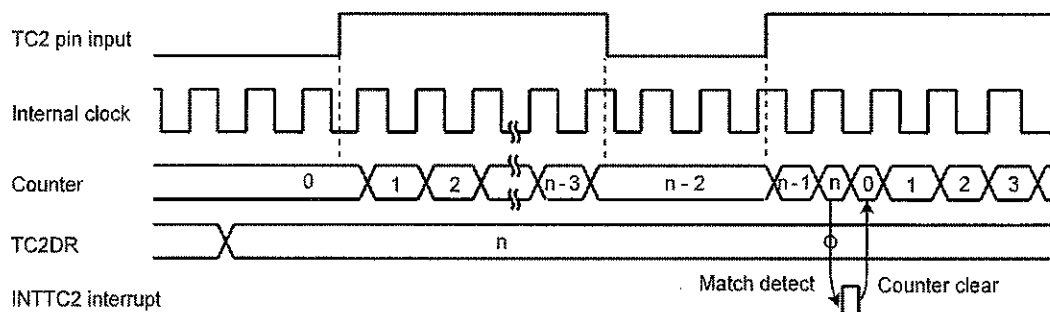 TC2 pin input
Internal clock
Counter
0 1 2 n-3 n-2 n-1 n 0 1 2 3
TC2DR
n
Match detect
Counter clear
INTTC2 interrupt